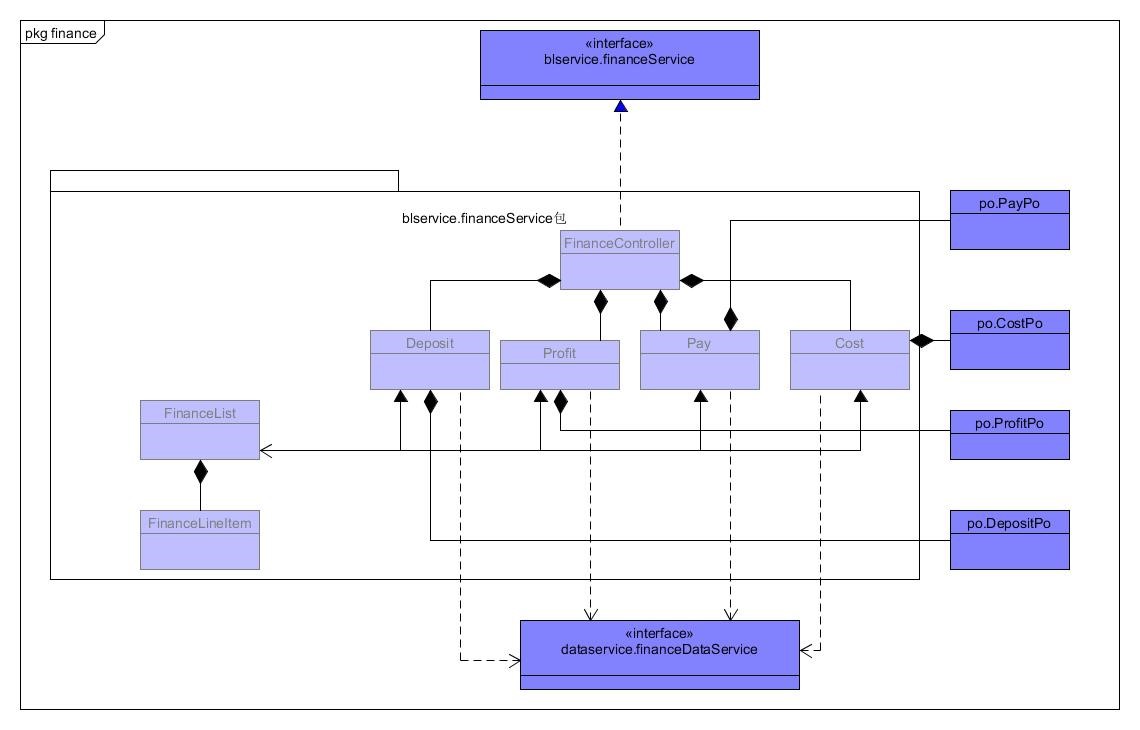 pkg finance
«interface»
blservice.financeService
blservice.financeService包
po.PayPo
FinanceController
po.CostPo
Deposit
Profit
Pay
Cost
FinanceList
po.ProfitPo
FinanceLineItem
po.DepositPo
«interface»
dataservice.financeDataService